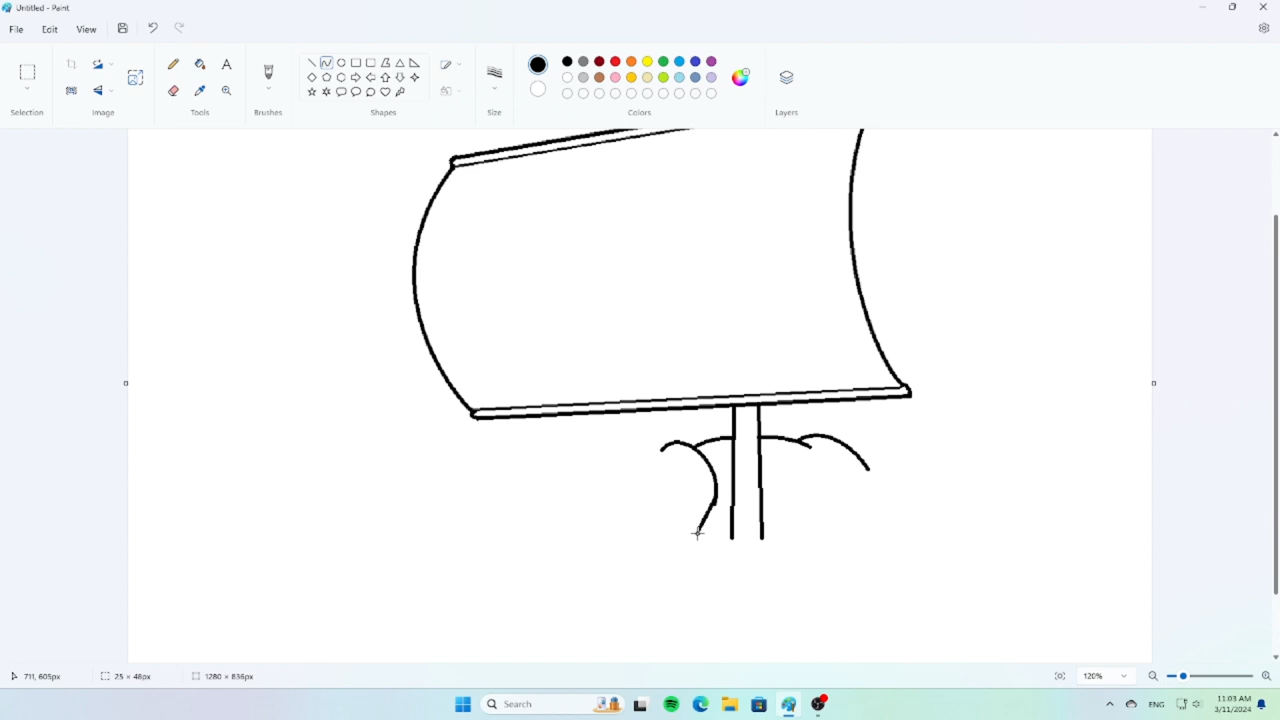 Untitled - Paint
File Edit View
Selection Image Tools Brushes Shapes Size Colors Layers
711, 605px 25 × 48px 1280 × 836px 120%
Search ENG 11:03 AM
3/11/2024